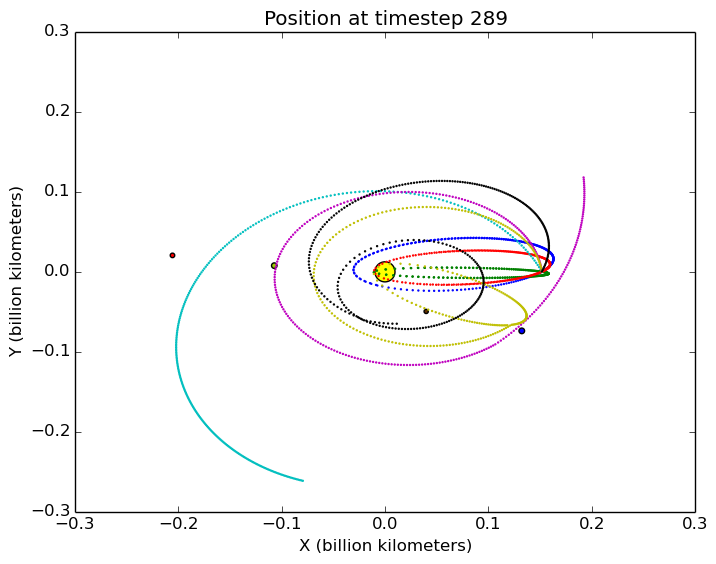 Position at timestep 289
0.3
0.2
0.1
0.0
−0.1
−0.2
−0.3
Y (billion kilometers)
−0.3 −0.2 −0.1 0.0 0.1 0.2 0.3
X (billion kilometers)